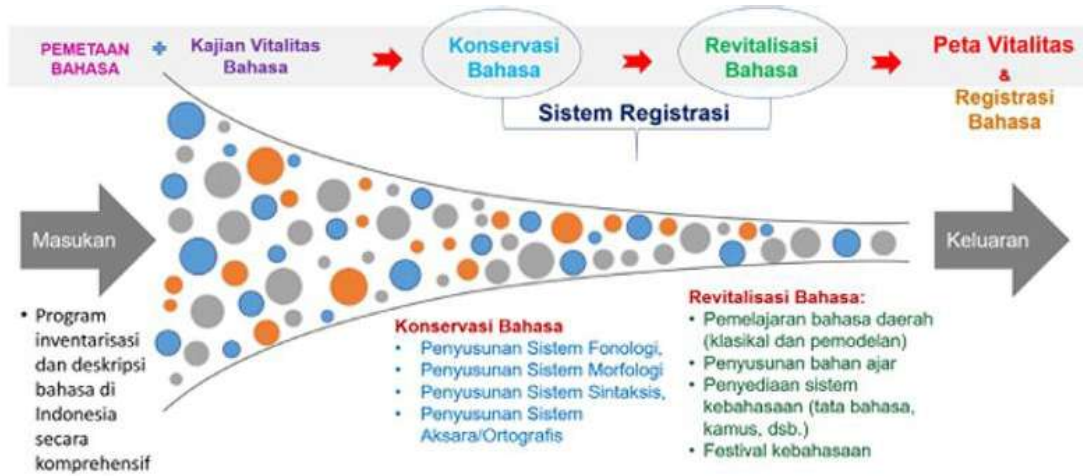 PEMETAAN
BAHASA
+
Kajian Vitalitas
Bahasa
Konservasi
Bahasa
Revitalisasi
Bahasa
Peta Vitalitas
&
Registrasi
Bahasa
Sistem Registrasi
Masukan
Keluaran
• Program
inventarisasi
dan deskripsi
bahasa di
Indonesia
secara
komprehensif
Konservasi Bahasa
• Penyusunan Sistem Fonologi,
• Penyusunan Sistem Morfologi
• Penyusunan Sistem Sintaksis,
• Penyusunan Sistem
Aksara/Ortografis
Revitalisasi Bahasa:
• Pemelajaran bahasa daerah
(klasikal dan pemodelan)
• Penyusunan bahan ajar
• Penyediaan sistem
kebahasaan (tata bahasa,
kamus, dsb.)
• Festival kebahasaan